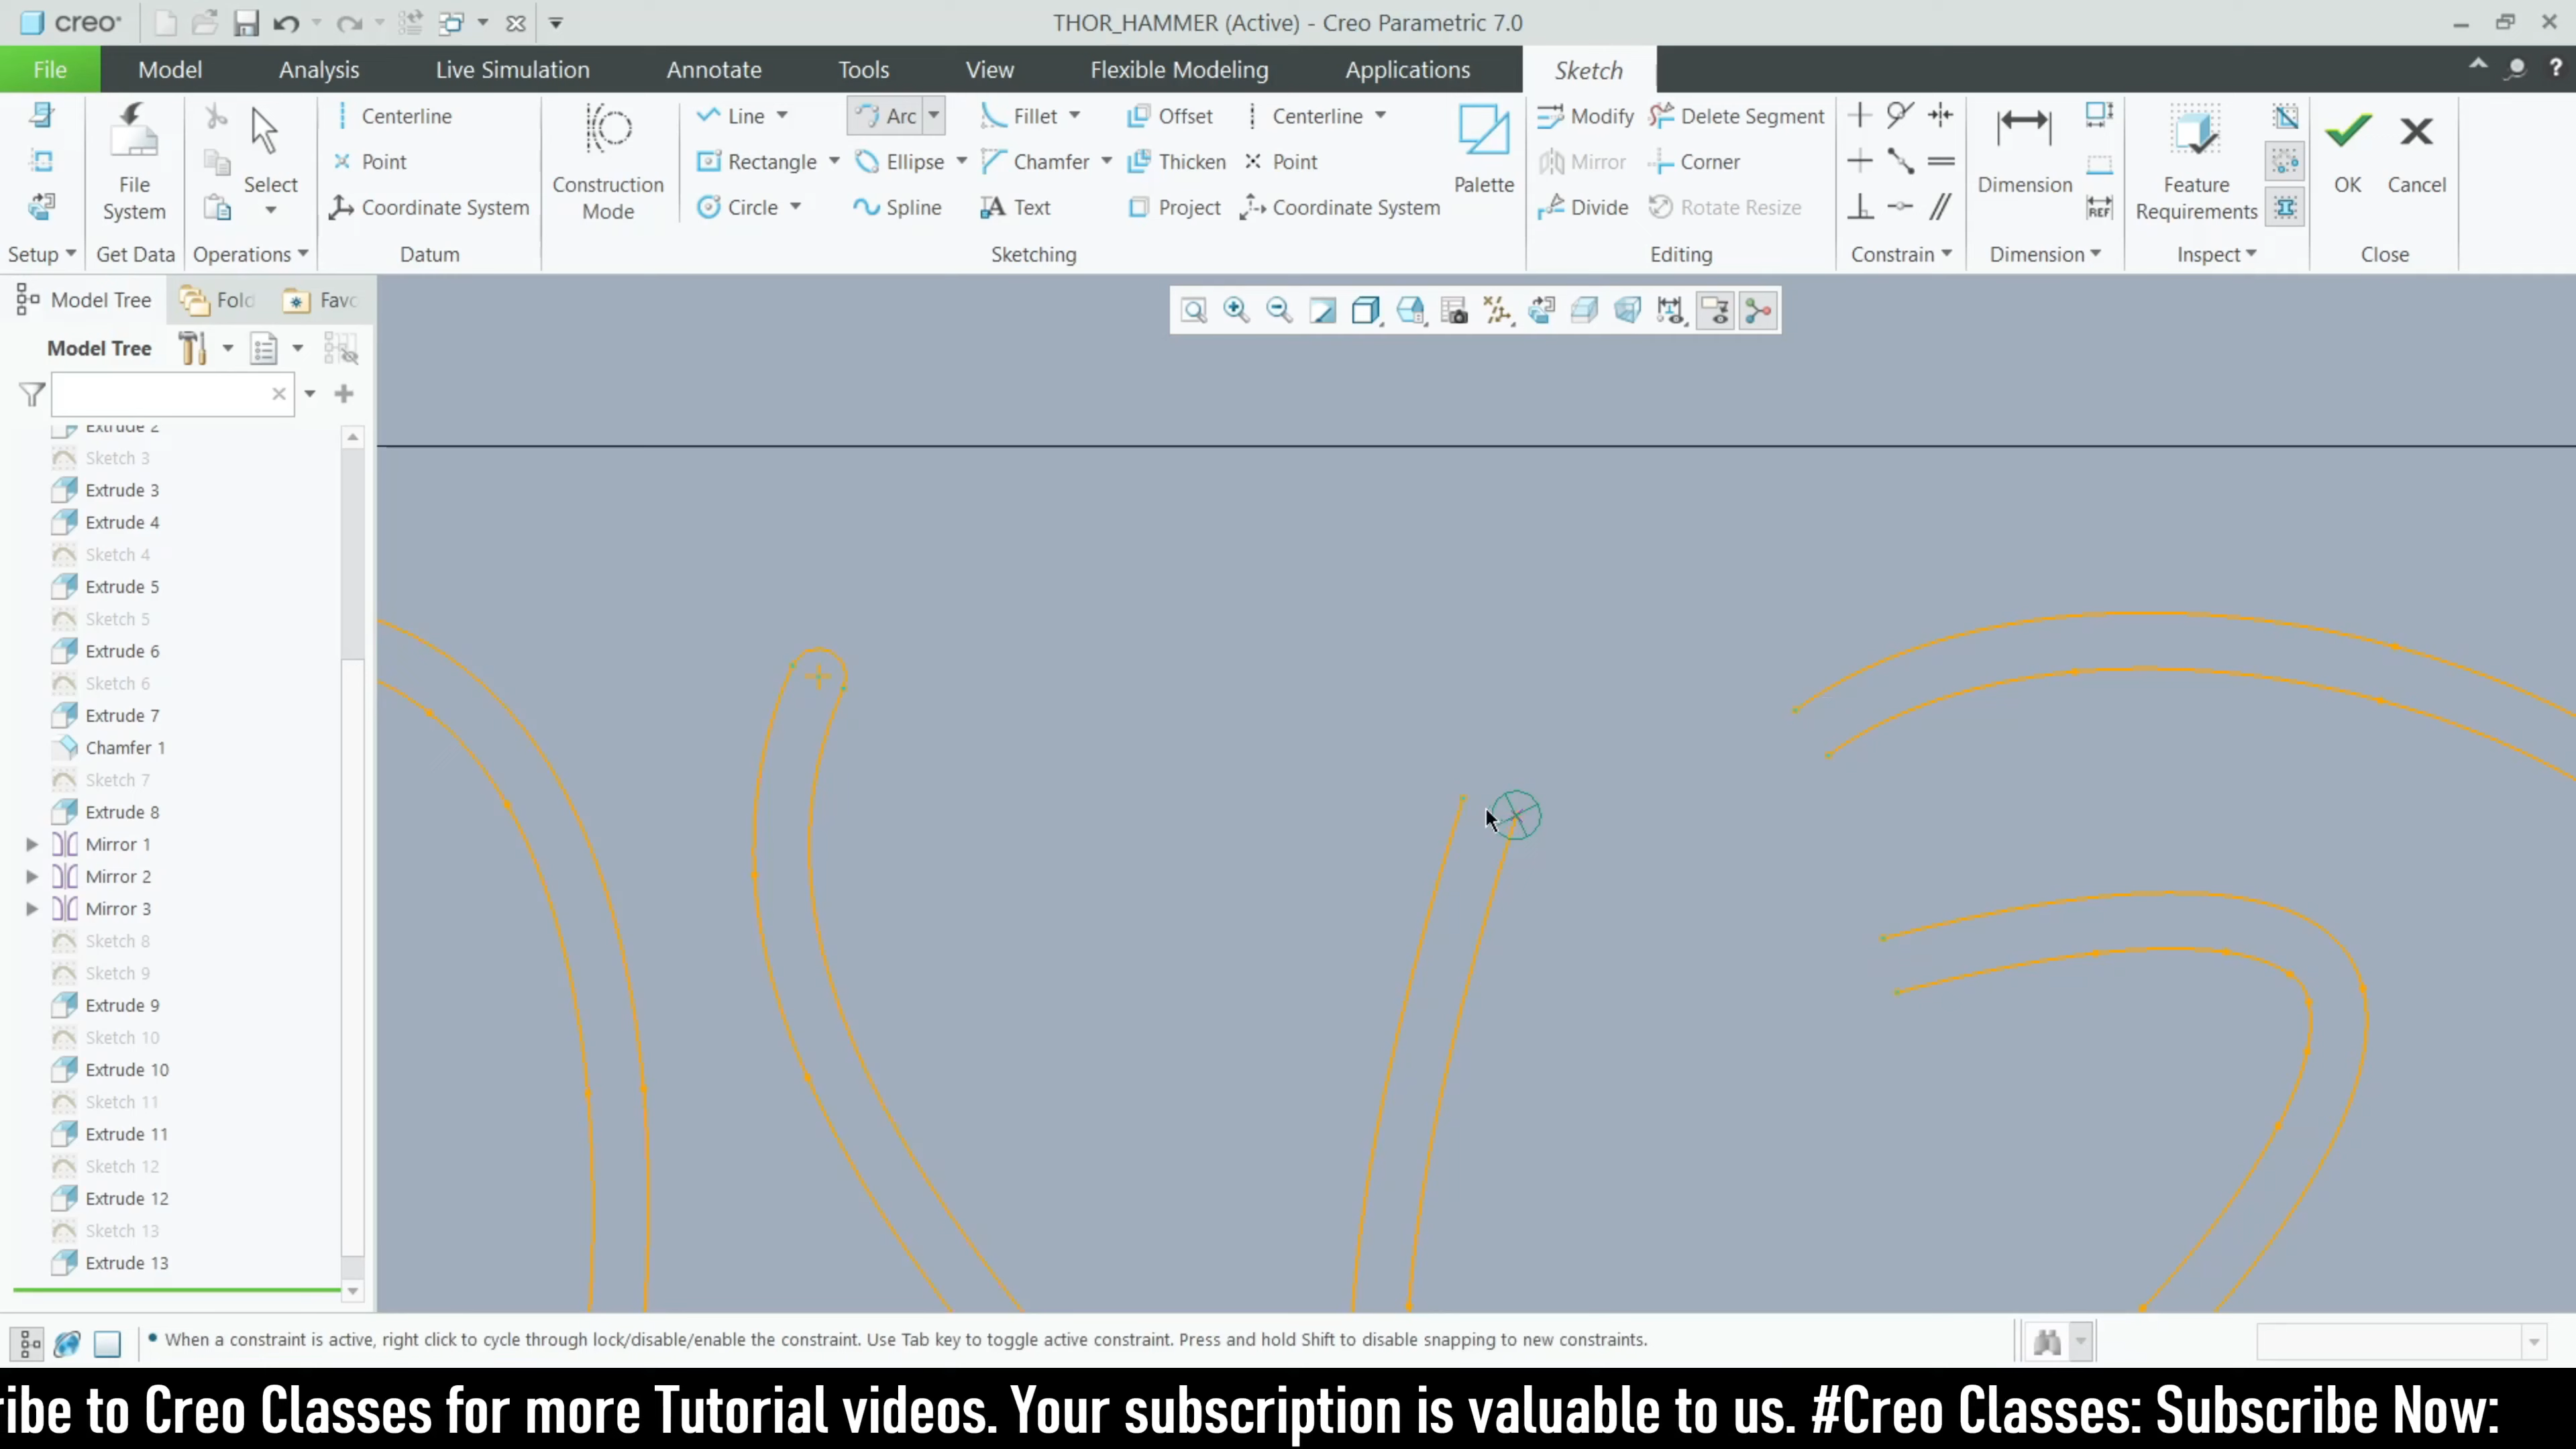 creo
THOR_HAMMER (Active) - Creo Parametric 7.0
File Model Analysis Live Simulation Annotate Tools View Flexible Modeling Applications Sketch
Centerline
Point
Coordinate System
File System
Select
Construction Mode
Line Arc Fillet Offset Centerline
Rectangle Ellipse Chamfer Thicken Point
Circle Spline Text Project Coordinate System
Palette
Modify Delete Segment
Mirror Corner
Divide Rotate Resize
Dimension
REF
Feature Requirements
OK Cancel
Setup Get Data Operations Datum Sketching Editing Constrain Dimension Inspect Close
Model Tree Fold Favo
Model Tree
Extrude 2
Sketch 3
Extrude 3
Extrude 4
Sketch 4
Extrude 5
Sketch 5
Extrude 6
Sketch 6
Extrude 7
Chamfer 1
Sketch 7
Extrude 8
Mirror 1
Mirror 2
Mirror 3
Sketch 8
Sketch 9
Extrude 9
Sketch 10
Extrude 10
Sketch 11
Extrude 11
Sketch 12
Extrude 12
Sketch 13
Extrude 13
• When a constraint is active, right click to cycle through lock/disable/enable the constraint. Use Tab key to toggle active constraint. Press and hold Shift to disable snapping to new constraints.
ribe to Creo Classes for more Tutorial videos. Your subscription is valuable to us. #Creo Classes: Subscribe Now: